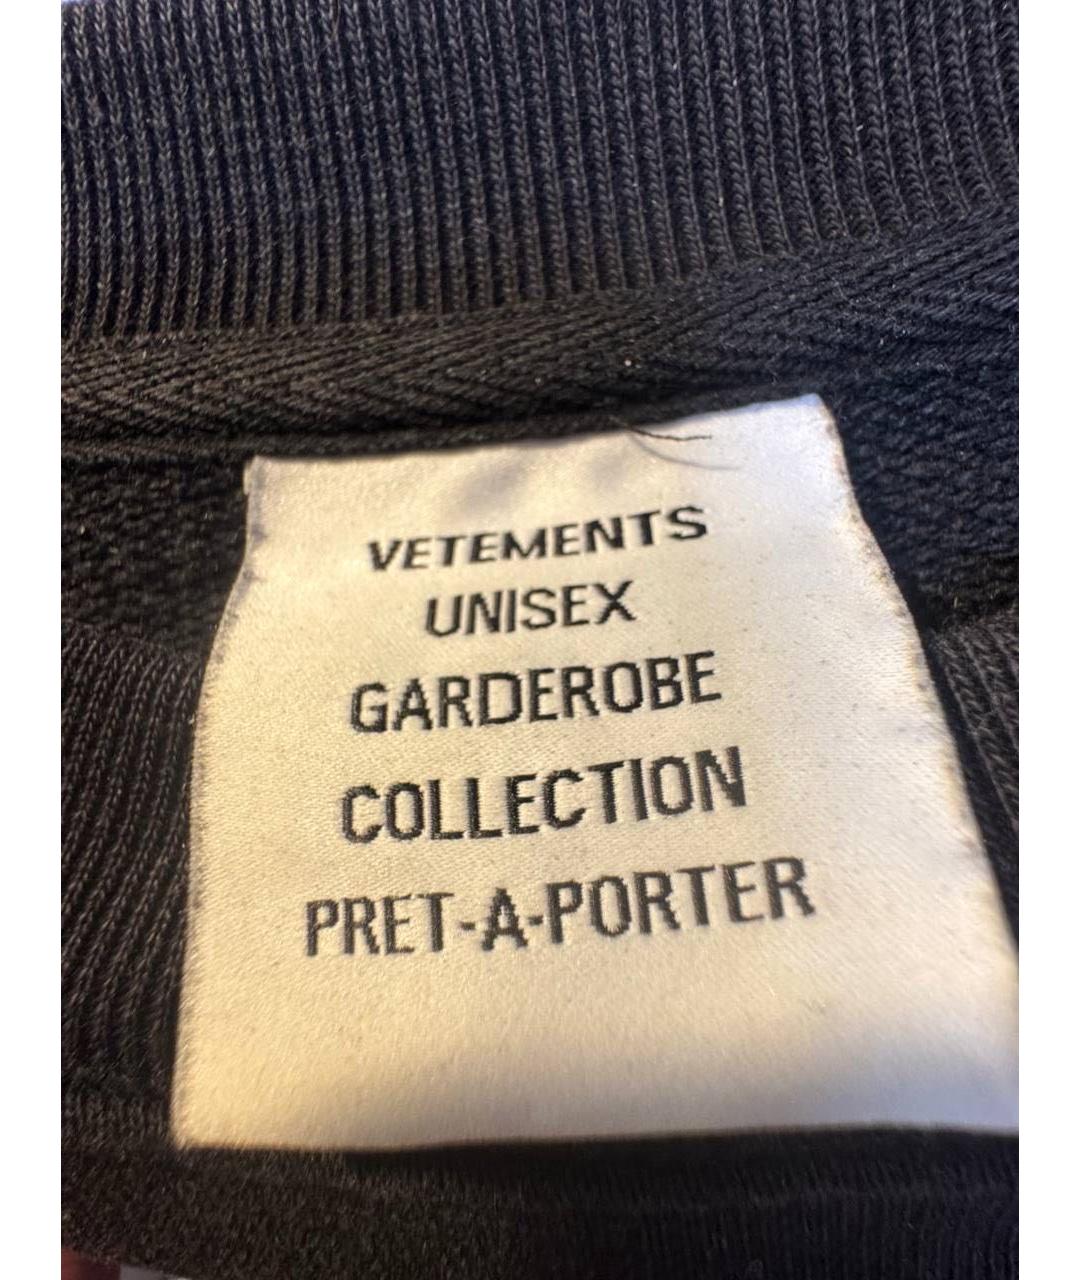 VETEMENTS
UNISEX
GARDEROBE
COLLECTION
PRET-A-PORTER